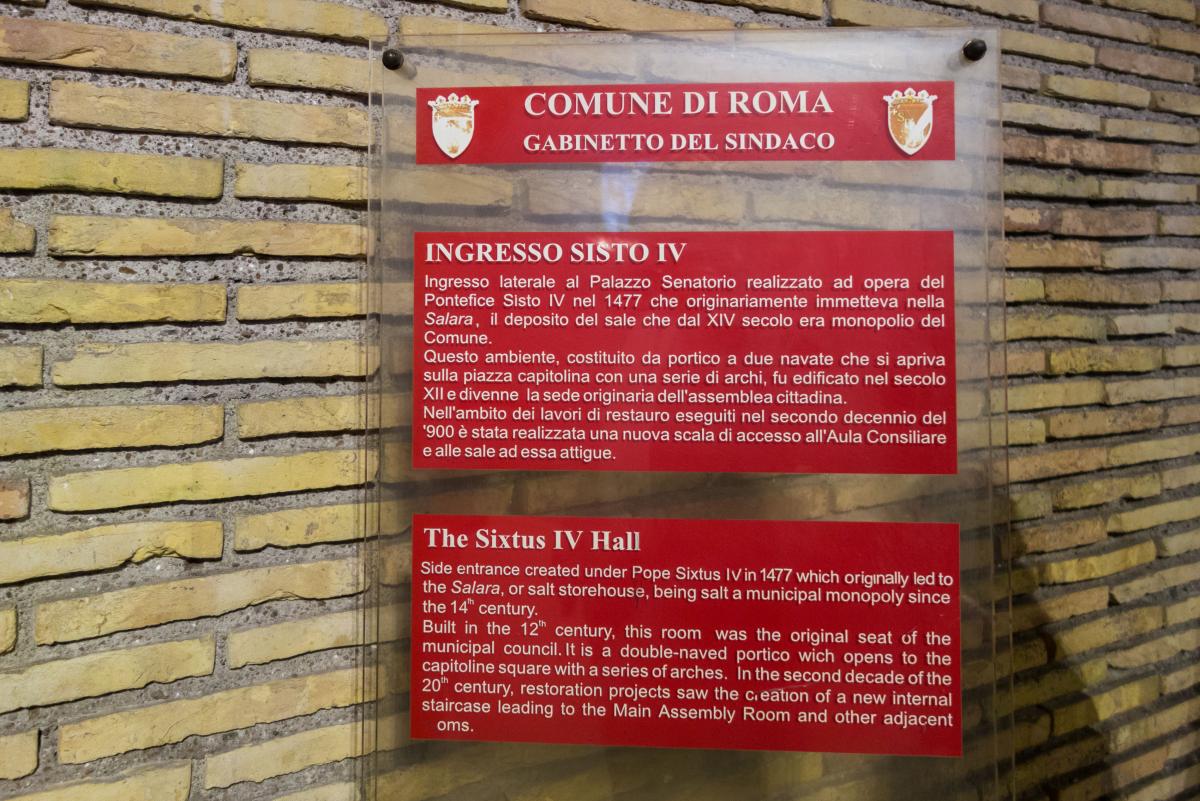 COMUNE DI ROMA
GABINETTO DEL SINDACO
INGRESSO SISTO IV
Ingresso laterale al Palazzo Senatorio realizzato ad opera del
Pontefice Sisto IV nel 1477 che originariamente immetteva nella
Salara, il deposito del sale che dal XIV secolo era monopolio del
Comune.
Questo ambiente, costituito da portico a due navate che si apriva
sulla piazza capitolina con una serie di archi, fu edificato nel secolo
XII e divenne la sede originaria dell'assemblea cittadina.
Nell'ambito dei lavori di restauro eseguiti nel secondo decennio del
'900 è stata realizzata una nuova scala di accesso all'Aula Consiliare
e alle sale ad essa attigue.
The Sixtus IV Hall
Side entrance created under Pope Sixtus IV in 1477 which originally led to
the Salara, or salt storehouse, being salt a municipal monopoly since
the 14th century.
Built in the 12th century, this room was the original seat of the
municipal council. It is a double-naved portico wich opens to the
capitoline square with a series of arches. In the second decade of the
20th century, restoration projects saw the creation of a new internal
staircase leading to the Main Assembly Room and other adjacent
oms.